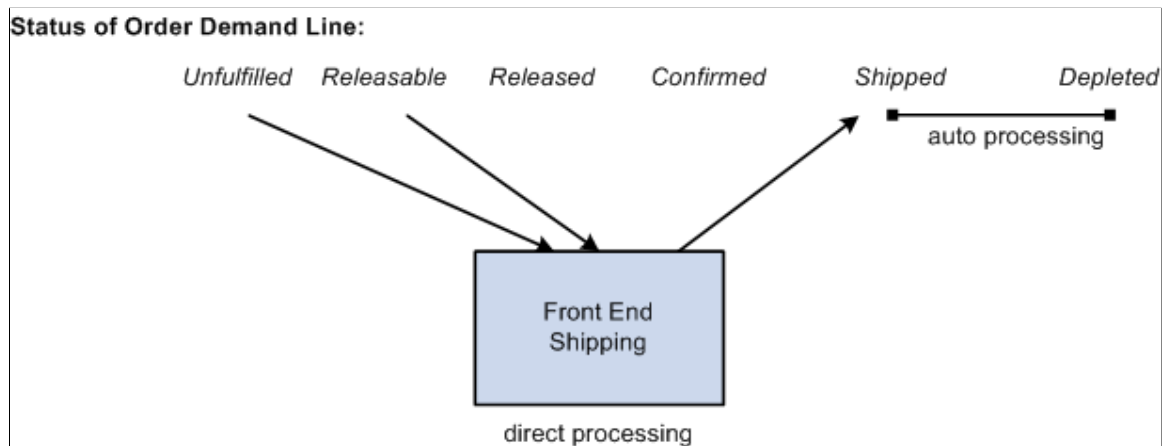 Status of Order Demand Line:
Unfulfilled Releasable Released Confirmed Shipped Depleted
auto processing
Front End
Shipping
direct processing